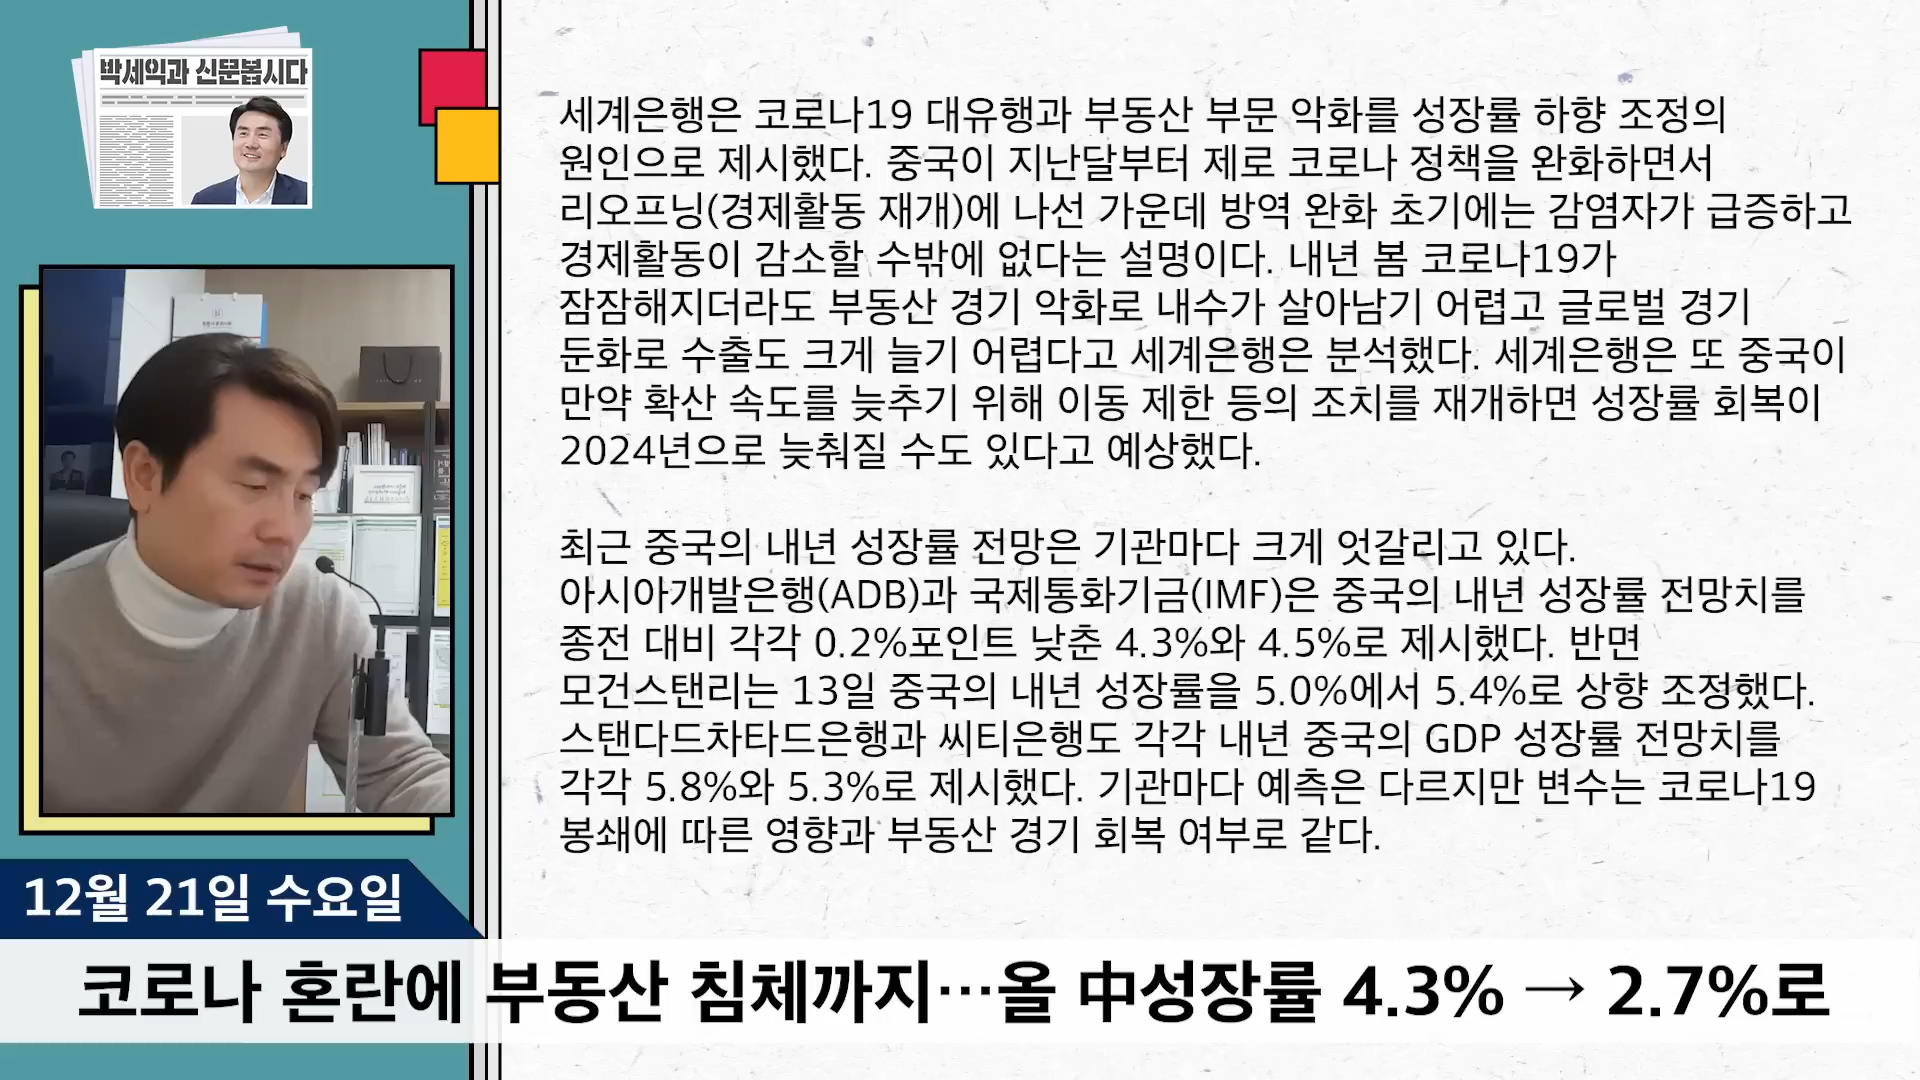 박세익과 신문봅시다
세계은행은 코로나19 대유행과 부동산 부문 악화를 성장률 하향 조정의
원인으로 제시했다. 중국이 지난달부터 제로 코로나 정책을 완화하면서
리오프닝(경제활동 재개)에 나선 가운데 방역 완화 초기에는 감염자가 급증하고
경제활동이 감소할 수밖에 없다는 설명이다. 내년 봄 코로나19가
잠잠해지더라도 부동산 경기 악화로 내수가 살아남기 어렵고 글로벌 경기
둔화로 수출도 크게 늘기 어렵다고 세계은행은 분석했다. 세계은행은 또 중국이
만약 확산 속도를 늦추기 위해 이동 제한 등의 조치를 재개하면 성장률 회복이
2024년으로 늦춰질 수도 있다고 예상했다.
최근 중국의 내년 성장률 전망은 기관마다 크게 엇갈리고 있다.
아시아개발은행(ADB)과 국제통화기금(IMF)은 중국의 내년 성장률 전망치를
종전 대비 각각 0.2%포인트 낮춘 4.3%와 4.5%로 제시했다. 반면
모건스탠리는 13일 중국의 내년 성장률을 5.0%에서 5.4%로 상향 조정했다.
스탠다드차타드은행과 씨티은행도 각각 내년 중국의 GDP 성장률 전망치를
각각 5.8%와 5.3%로 제시했다. 기관마다 예측은 다르지만 변수는 코로나19
봉쇄에 따른 영향과 부동산 경기 회복 여부로 같다.
12월 21일 수요일
코로나 혼란에 부동산 침체까지…올 中성장률 4.3% → 2.7%로